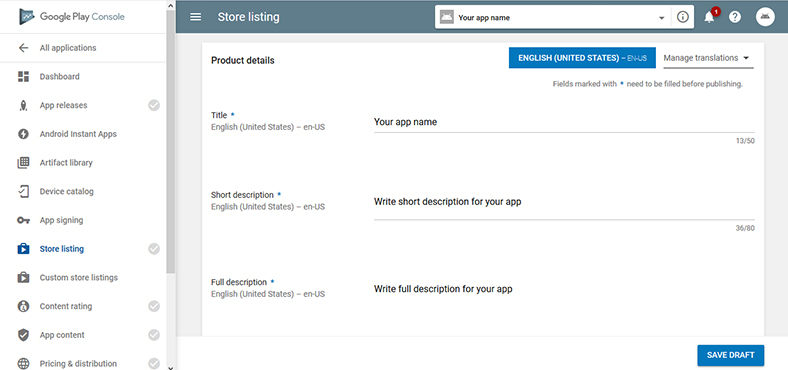 Google Play Console
Store listing
Your app name
1
All applications
Dashboard
App releases
Android Instant Apps
Artifact library
Device catalog
App signing
Store listing
Custom store listings
Content rating
App content
Pricing & distribution
Product details
ENGLISH (UNITED STATES) – EN-US
Manage translations
Fields marked with * need to be filled before publishing.
Title *
English (United States) – en-US
Your app name
13/50
Short description *
English (United States) – en-US
Write short description for your app
36/80
Full description *
English (United States) – en-US
Write full description for your app
SAVE DRAFT